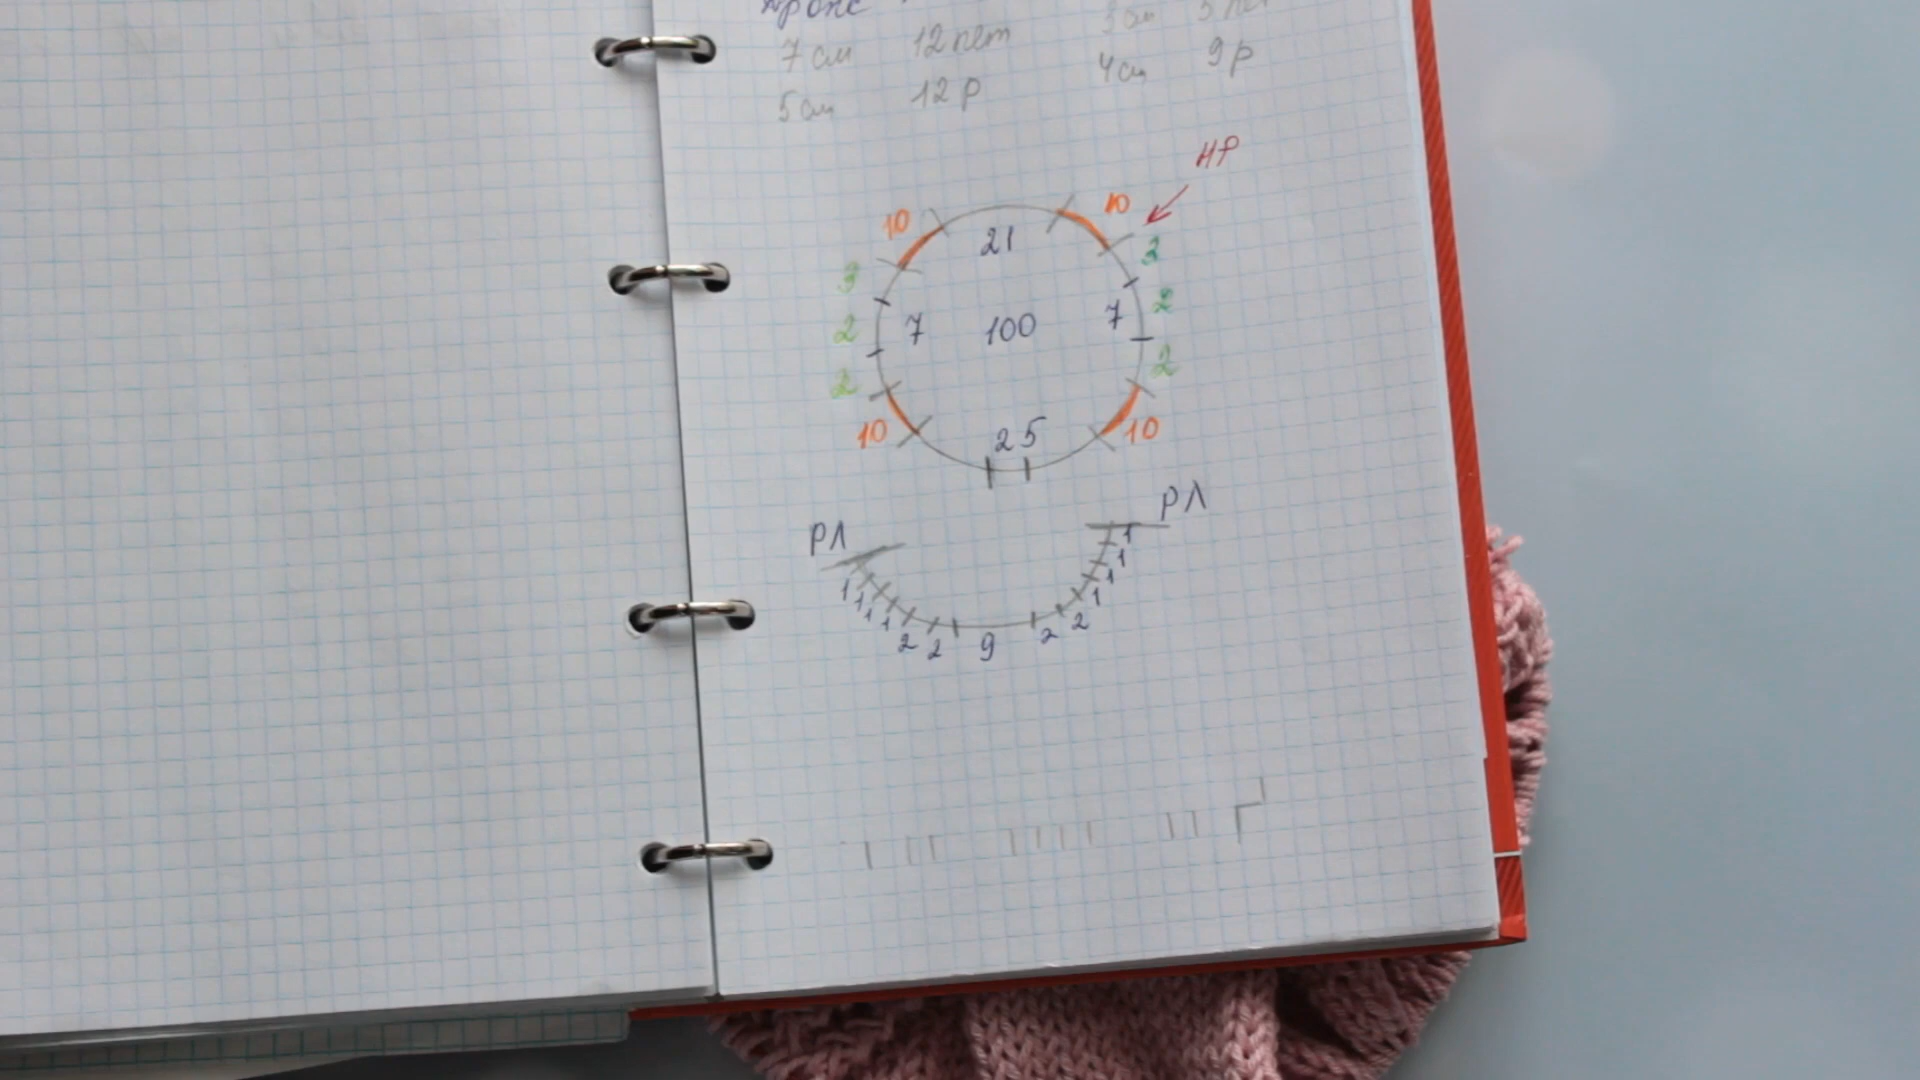 7 см 12 пет
5 см 12 р 4 см 9 р
НР
10 21 10
3 2
2 7 100 7 2
2 2
10 25 10
РЛ РЛ
1 1 1 1 2 2 9 2 2 1 1 1 1